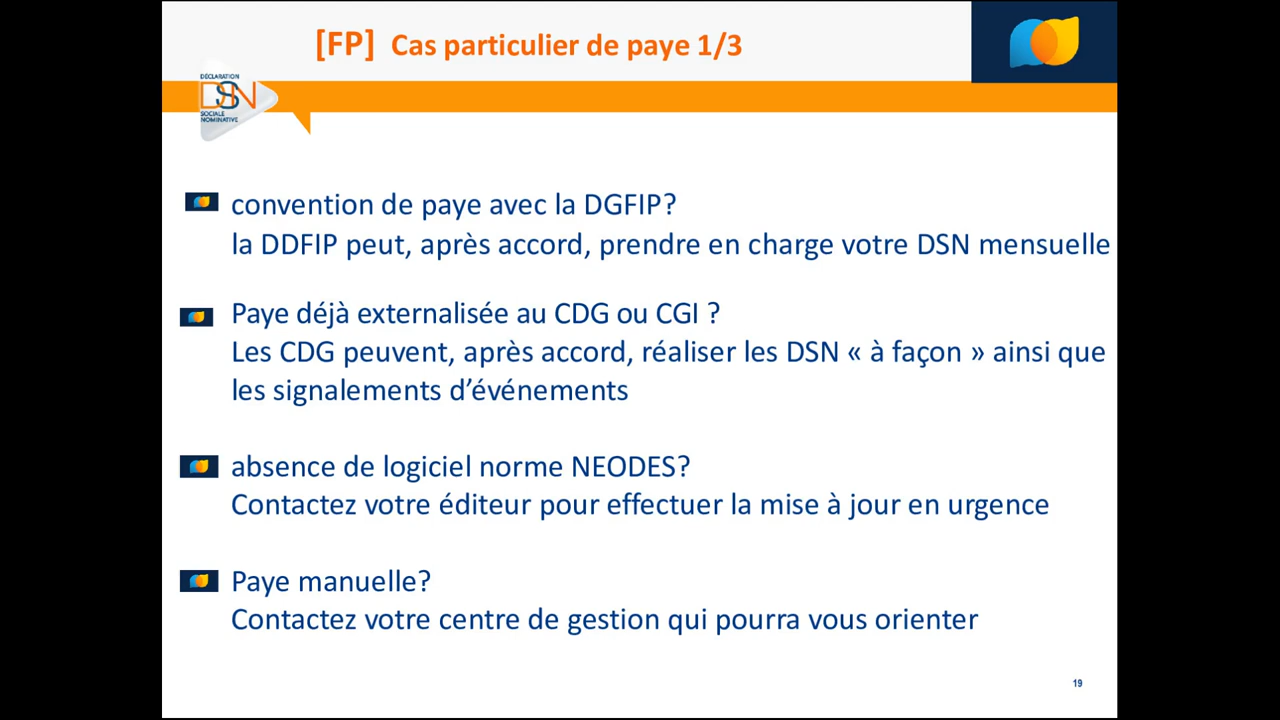 [FP] Cas particulier de paye 1/3
DÉCLARATION
DSN
SOCIALE
NOMINATIVE
convention de paye avec la DGFIP?
la DDFIP peut, après accord, prendre en charge votre DSN mensuelle
Paye déjà externalisée au CDG ou CGI ?
Les CDG peuvent, après accord, réaliser les DSN « à façon » ainsi que
les signalements d’événements
absence de logiciel norme NEODES?
Contactez votre éditeur pour effectuer la mise à jour en urgence
Paye manuelle?
Contactez votre centre de gestion qui pourra vous orienter
19